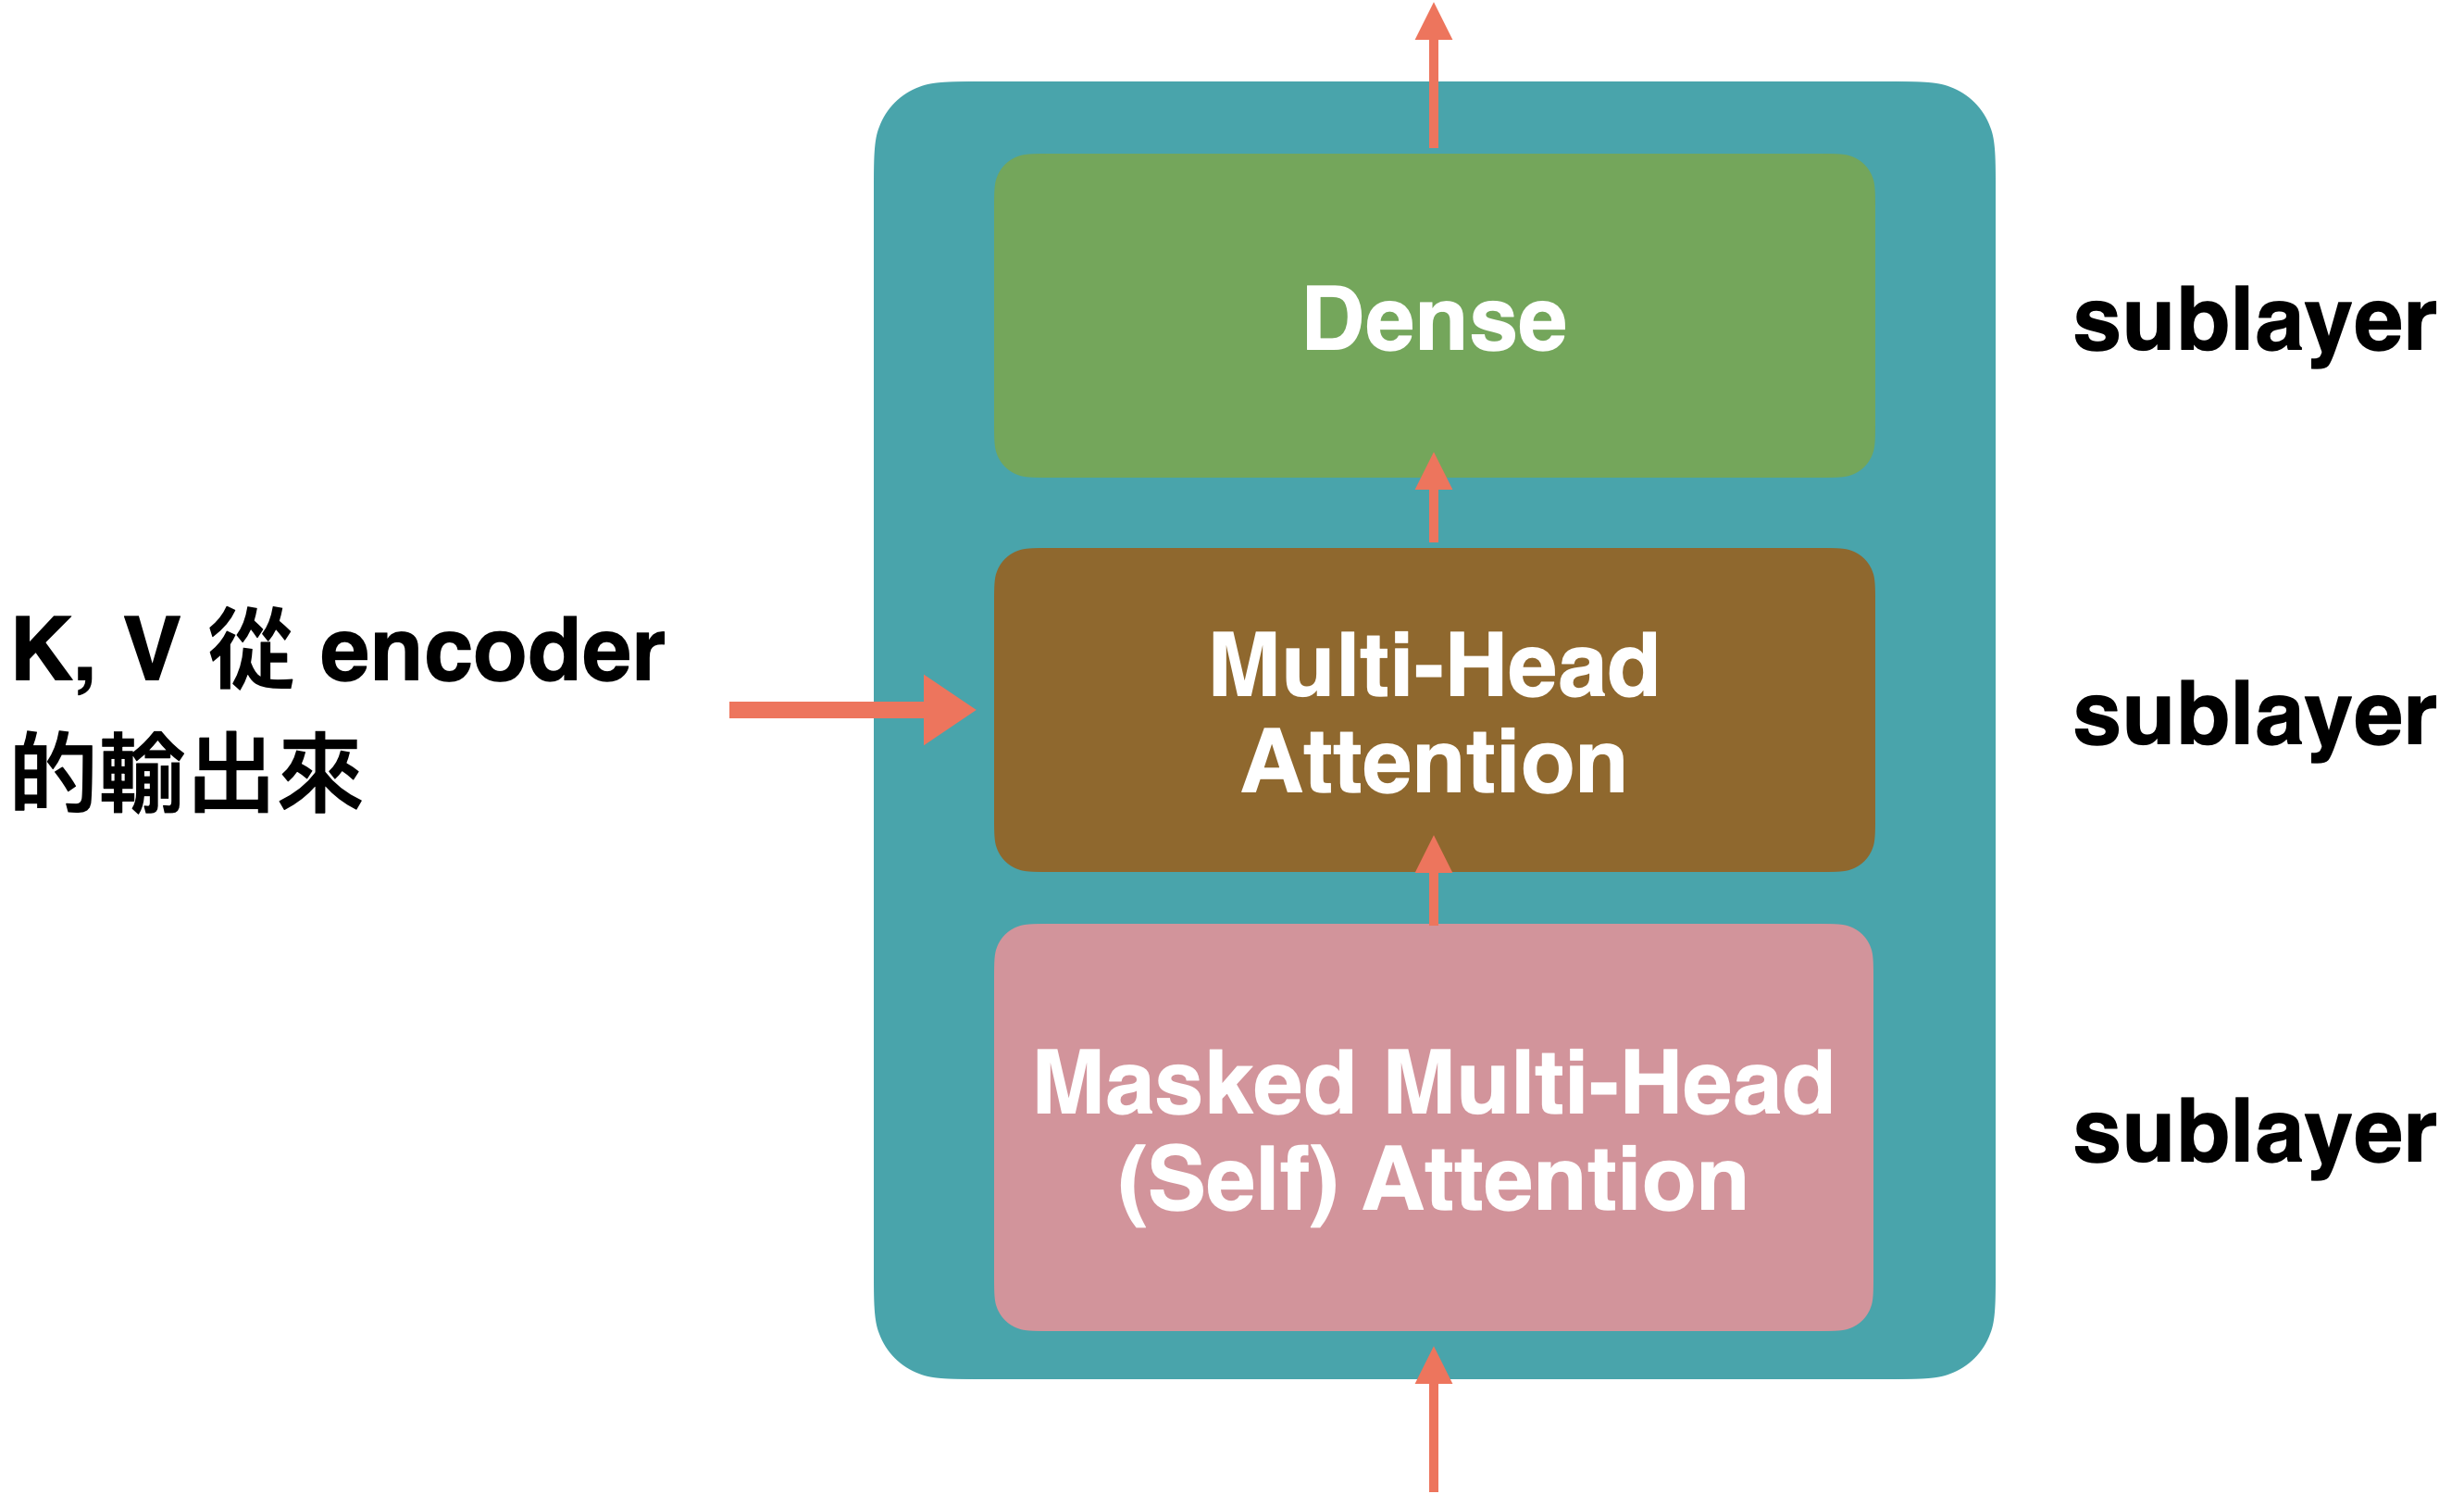 Dense
sublayer
K, V 從 encoder
的輸出來
Multi-Head
Attention
sublayer
Masked Multi-Head
(Self) Attention
sublayer